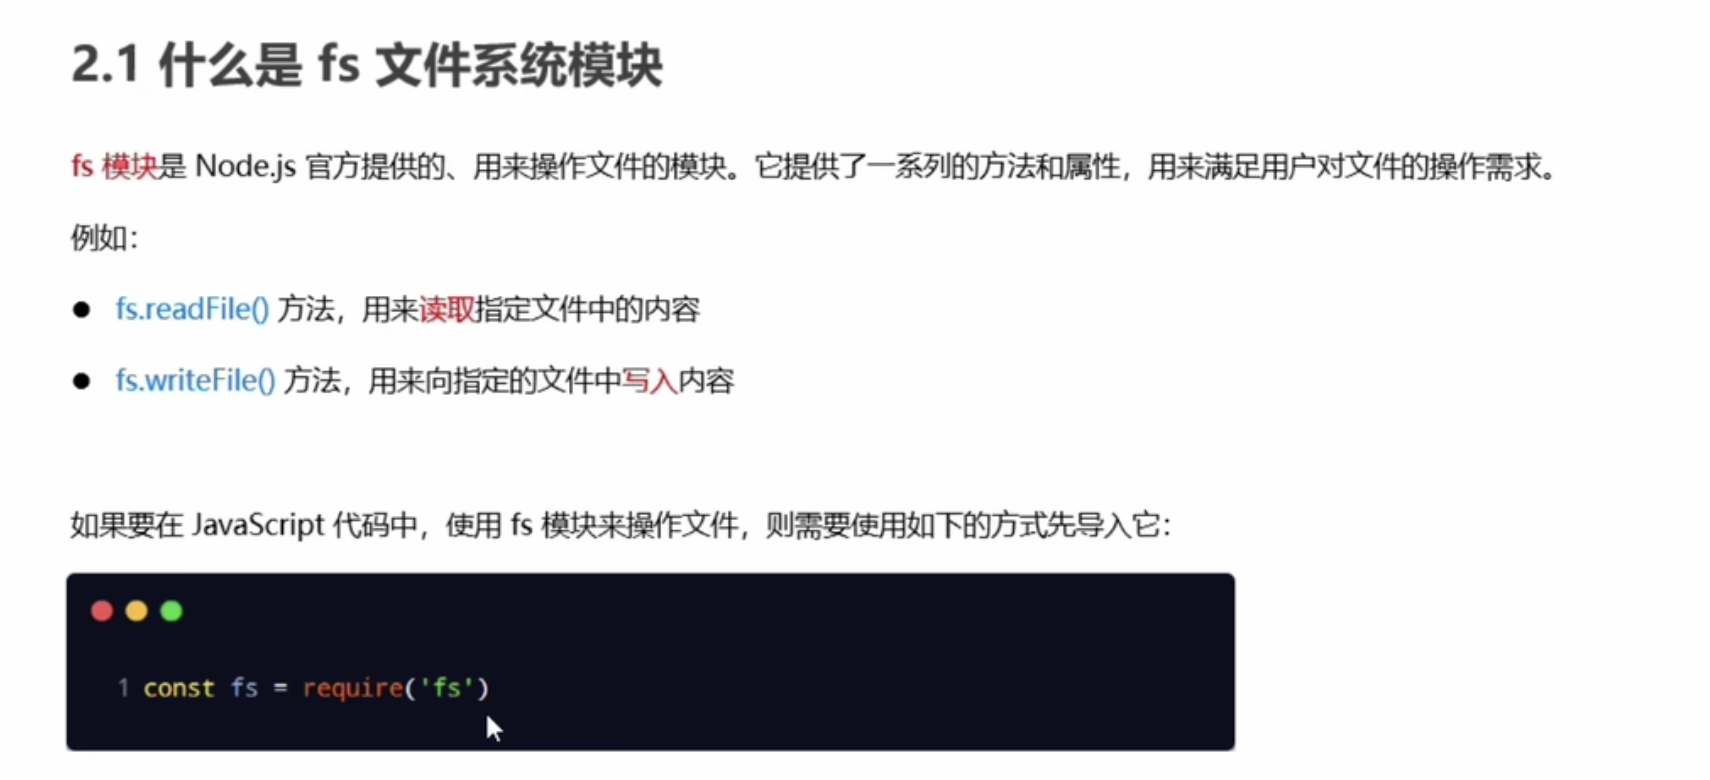 2.1 什么是 fs 文件系统模块
fs 模块是 Node.js 官方提供的、用来操作文件的模块。它提供了一系列的方法和属性，用来满足用户对文件的操作需求。
例如：
● fs.readFile() 方法，用来读取指定文件中的内容
● fs.writeFile() 方法，用来向指定的文件中写入内容
如果要在 JavaScript 代码中，使用 fs 模块来操作文件，则需要使用如下的方式先导入它：
1 const fs = require('fs')